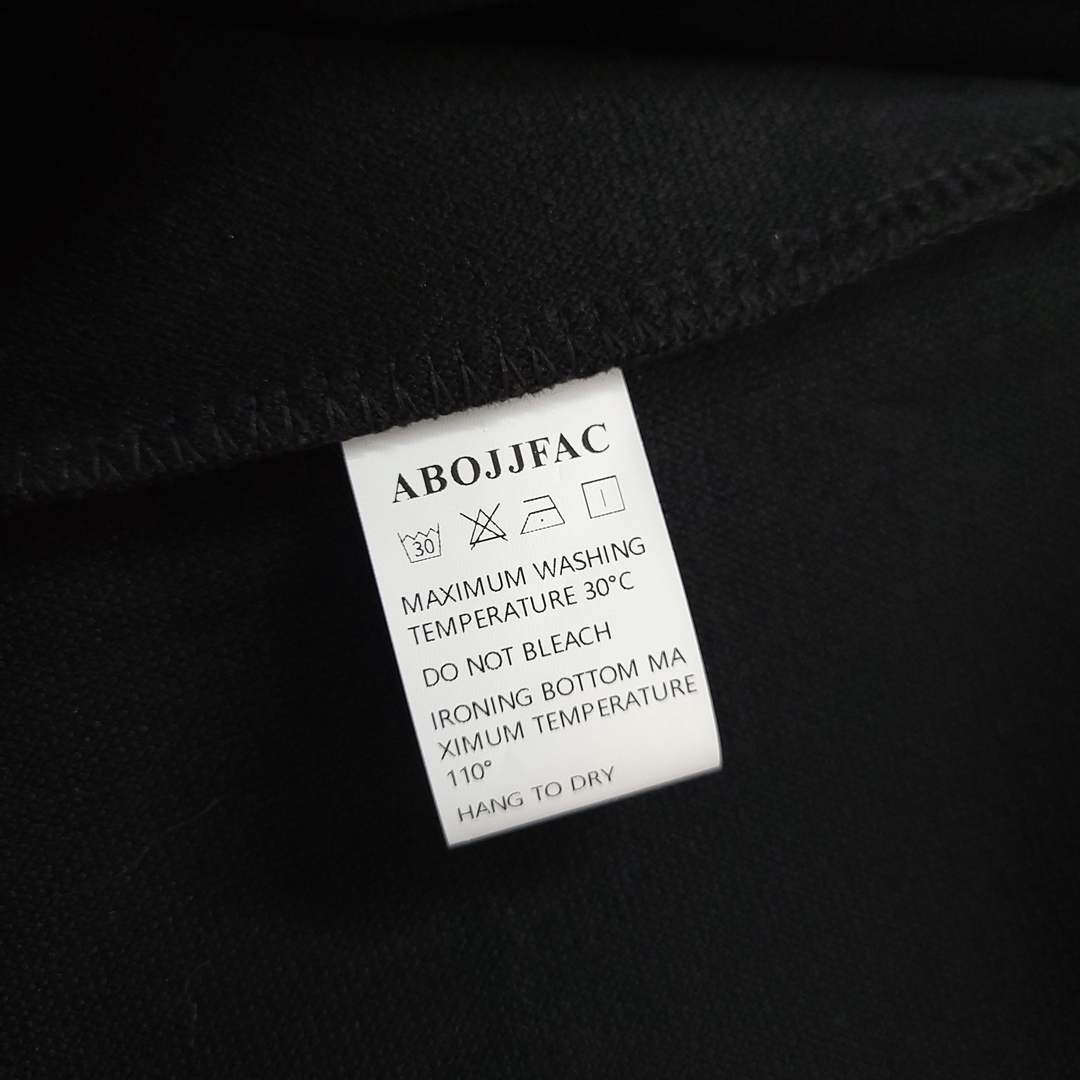 ABOJJFAC
30
MAXIMUM WASHING
TEMPERATURE 30°C
DO NOT BLEACH
IRONING BOTTOM MA
XIMUM TEMPERATURE
110°
HANG TO DRY